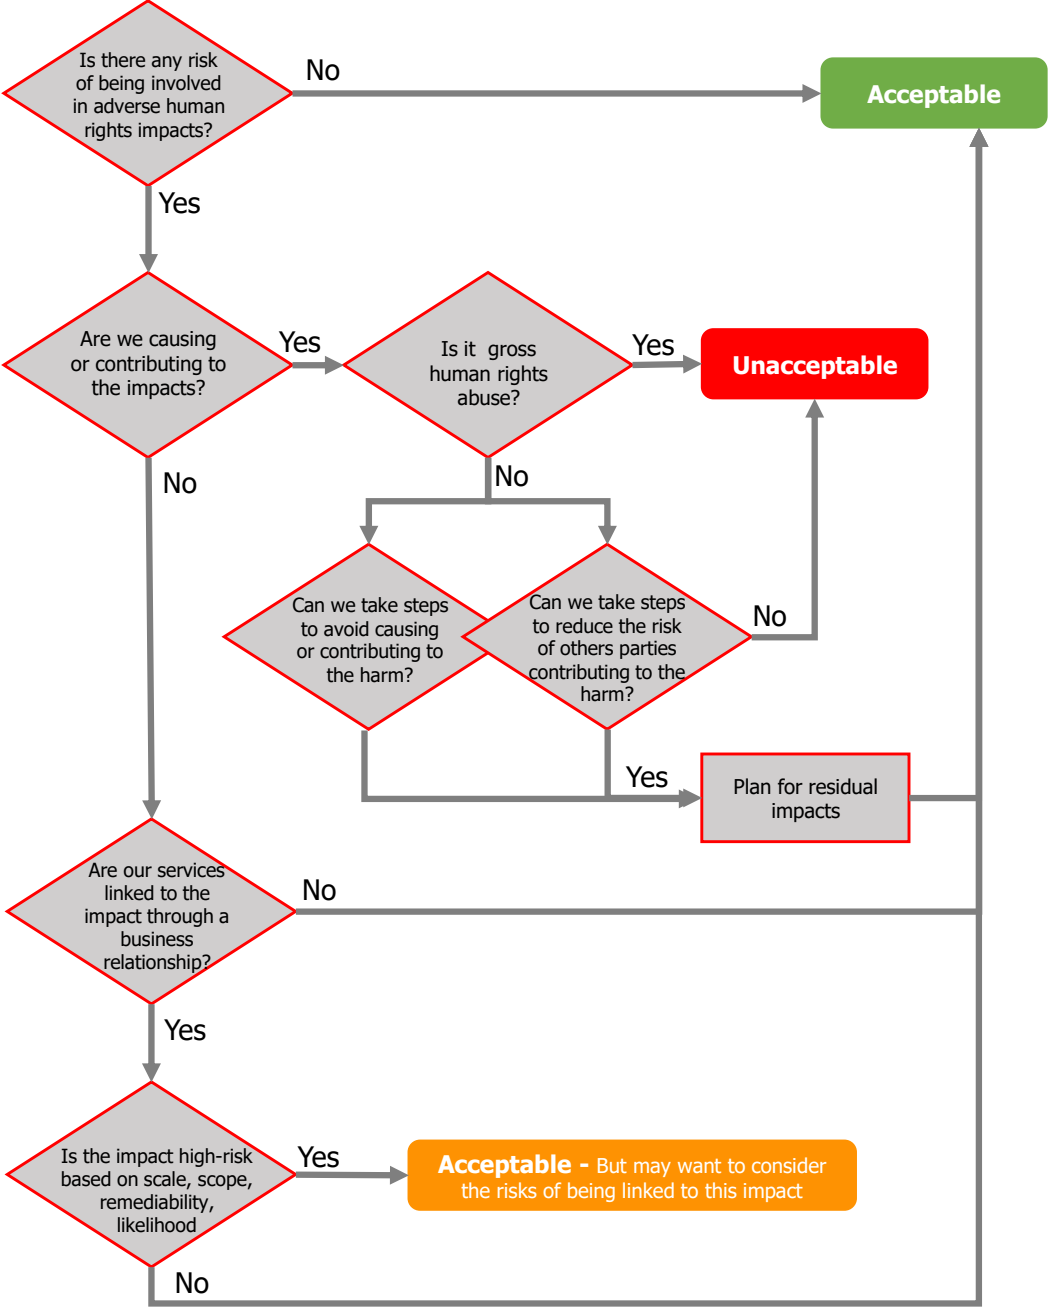 Is there any risk
of being involved
in adverse human
rights impacts?
No
Acceptable
Yes
Are we causing
or contributing to
the impacts?
Yes
Is it gross
human rights
abuse?
Yes
Unacceptable
No
No
Can we take steps
to avoid causing
or contributing to
the harm?
Can we take steps
to reduce the risk
of others parties
contributing to the
harm?
No
Yes
Plan for residual
impacts
Are our services
linked to the
impact through a
business
relationship?
No
Yes
Is the impact high-risk
based on scale, scope,
remediability,
likelihood
Yes
Acceptable - But may want to consider
the risks of being linked to this impact
No